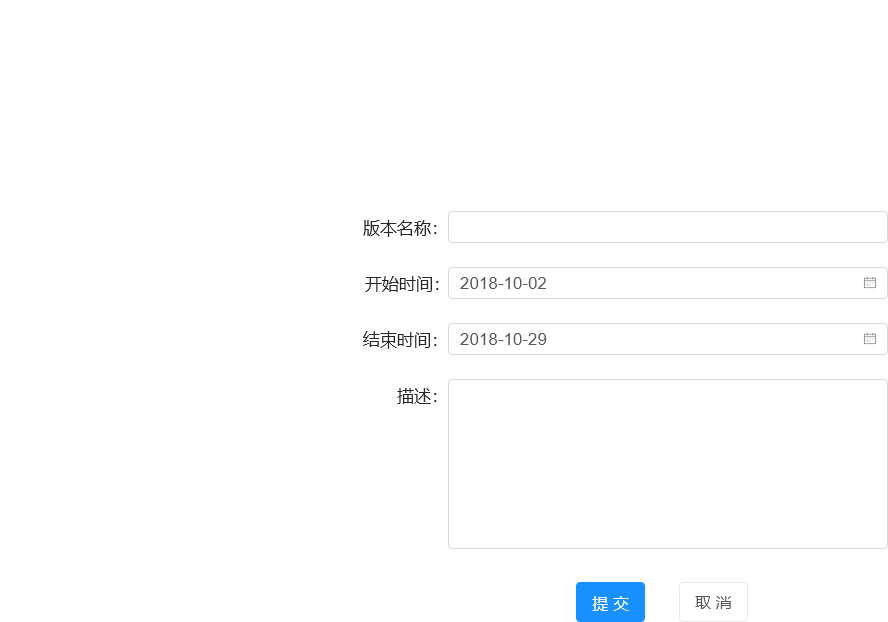 版本名称：
开始时间： 2018-10-02
结束时间： 2018-10-29
描述：
提 交 取 消